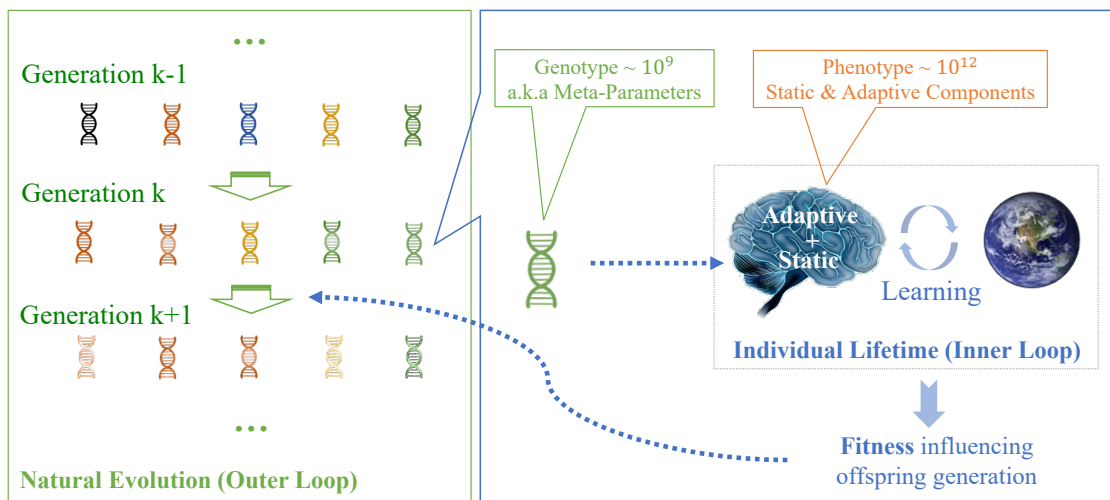 ...
Generation k-1
Generation k
Generation k+1
...
Natural Evolution (Outer Loop)
Genotype ~ 10⁹
a.k.a Meta-Parameters
Phenotype ~ 10¹²
Static & Adaptive Components
Adaptive
+
Static
Learning
Individual Lifetime (Inner Loop)
Fitness influencing
offspring generation